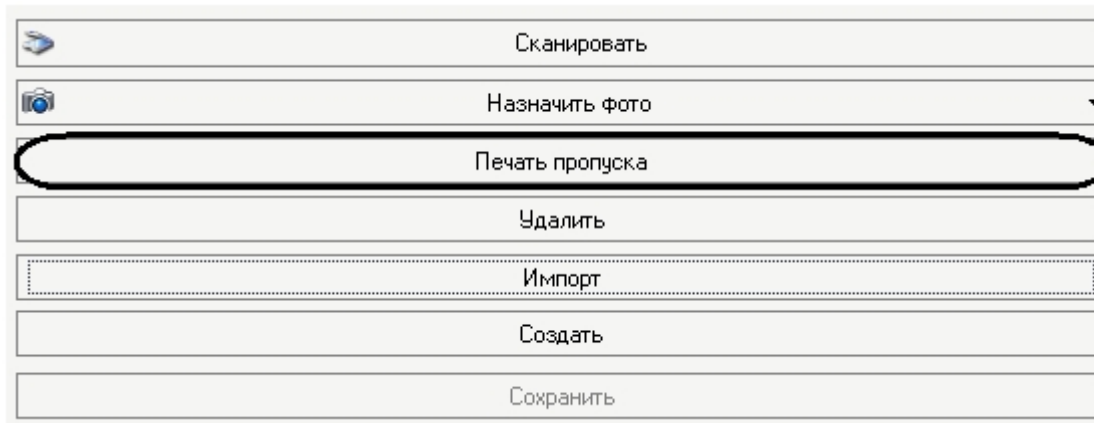 Сканировать
Назначить фото
Печать пропуска
Удалить
Импорт
Создать
Сохранить